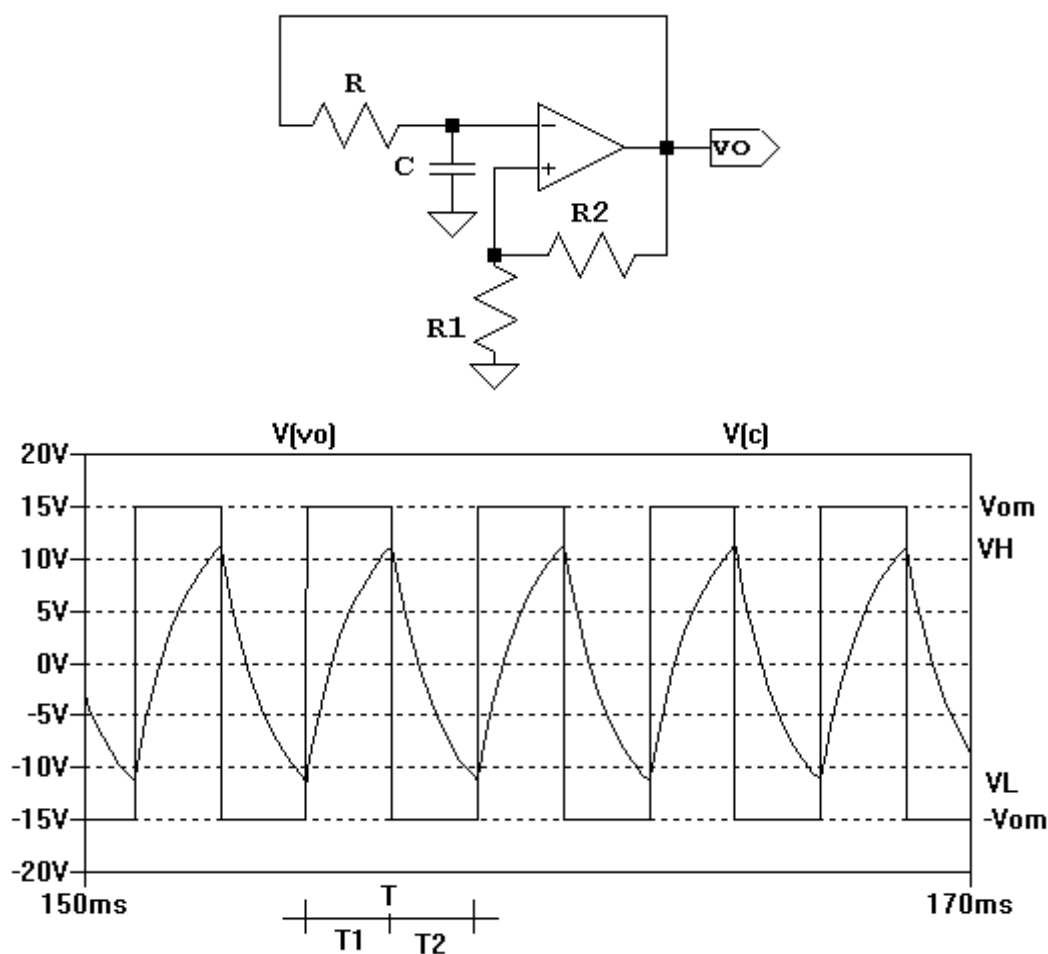 R
C
- 
+
vo
R2
R1
V(vo) V(c)
20V
15V Vom
10V VH
5V
0V
-5V
-10V VL
-15V -Vom
-20V
150ms T 170ms
T1 T2